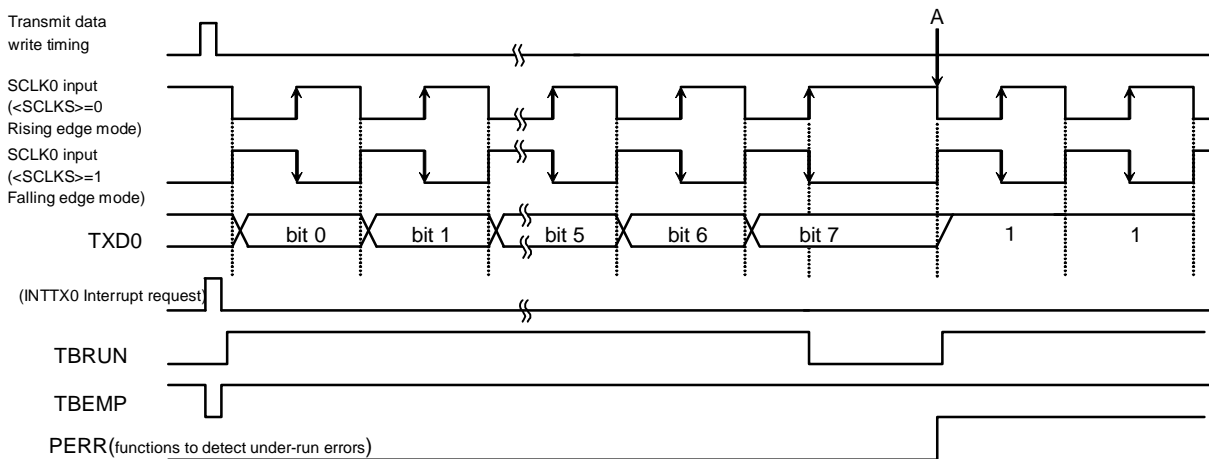 Transmit data
write timing
A
SCLK0 input
(<SCLKS>=0
Rising edge mode)
SCLK0 input
(<SCLKS>=1
Falling edge mode)
TXD0
bit 0
bit 1
bit 5
bit 6
bit 7
1
1
(INTTX0 Interrupt request)
TBRUN
TBEMP
PERR(functions to detect under-run errors)